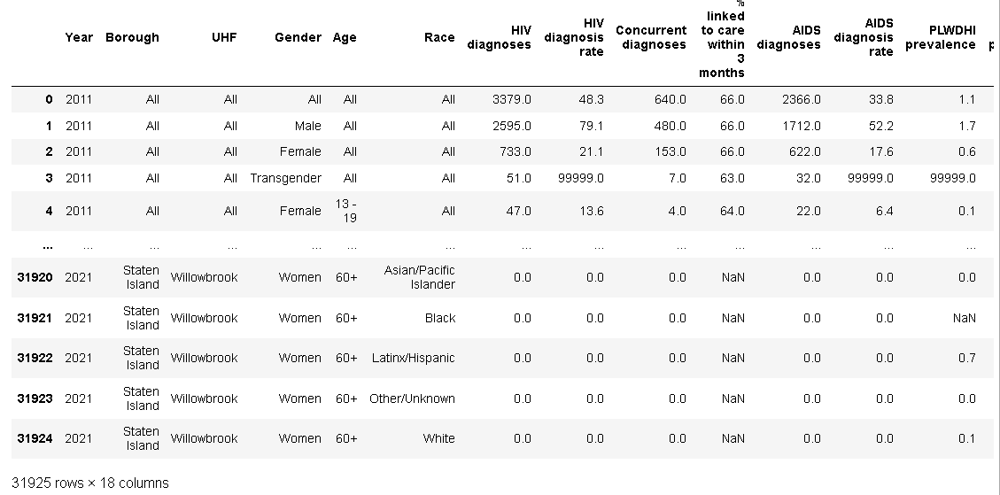 Year Borough UHF Gender Age Race HIV diagnoses HIV diagnosis rate Concurrent diagnoses % linked to care within 3 months AIDS diagnoses AIDS diagnosis rate PLWDHI prevalence p
0 2011 All All All All All 3379.0 48.3 640.0 66.0 2366.0 33.8 1.1
1 2011 All All Male All All 2595.0 79.1 480.0 66.0 1712.0 52.2 1.7
2 2011 All All Female All All 733.0 21.1 153.0 66.0 622.0 17.6 0.6
3 2011 All All Transgender All All 51.0 99999.0 7.0 63.0 32.0 99999.0 99999.0
4 2011 All All Female 13 - 19 All 47.0 13.6 4.0 64.0 22.0 6.4 0.1
... ... ... ... ... ... ... ... ... ... ... ... ... ...
31920 2021 Staten Island Willowbrook Women 60+ Asian/Pacific Islander 0.0 0.0 0.0 NaN 0.0 0.0 0.0
31921 2021 Staten Island Willowbrook Women 60+ Black 0.0 0.0 0.0 NaN 0.0 0.0 NaN
31922 2021 Staten Island Willowbrook Women 60+ Latinx/Hispanic 0.0 0.0 0.0 NaN 0.0 0.0 0.7
31923 2021 Staten Island Willowbrook Women 60+ Other/Unknown 0.0 0.0 0.0 NaN 0.0 0.0 0.0
31924 2021 Staten Island Willowbrook Women 60+ White 0.0 0.0 0.0 NaN 0.0 0.0 0.1
31925 rows × 18 columns